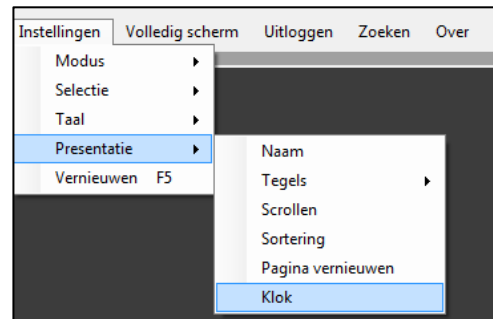 Instellingen Volledig scherm Uitloggen Zoeken Over
Modus
Selectie
Taal
Presentatie
Vernieuwen F5
Naam
Tegels
Scrollen
Sortering
Pagina vernieuwen
Klok